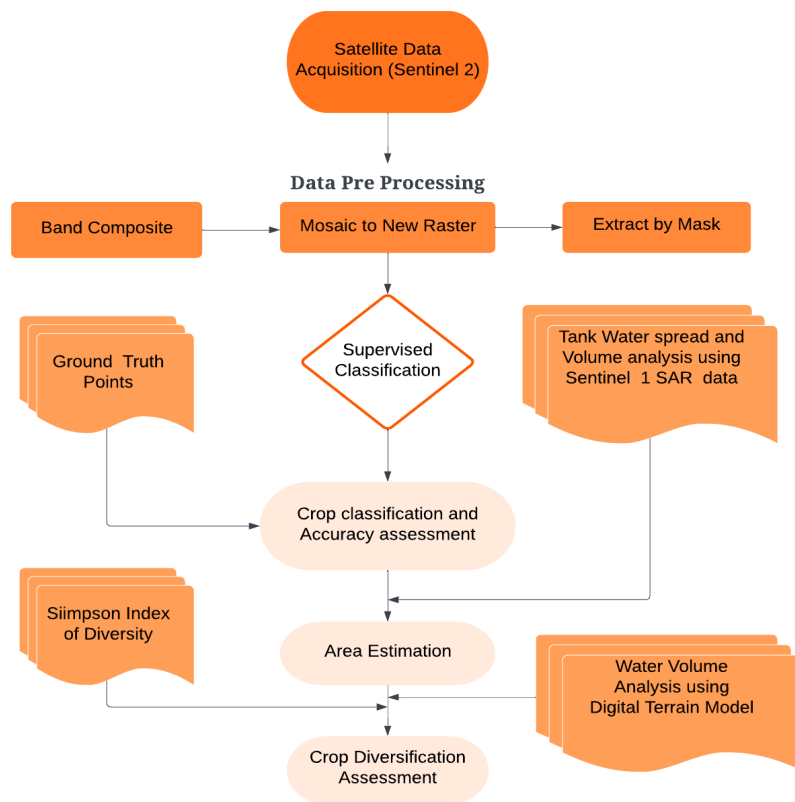 Satellite Data
Acquisition (Sentinel 2)
Data Pre Processing
Band Composite
Mosaic to New Raster
Extract by Mask
Ground Truth
Points
Supervised
Classification
Tank Water spread and
Volume analysis using
Sentinel 1 SAR data
Crop classification and
Accuracy assessment
Siimpson Index
of Diversity
Area Estimation
Water Volume
Analysis using
Digital Terrain Model
Crop Diversification
Assessment